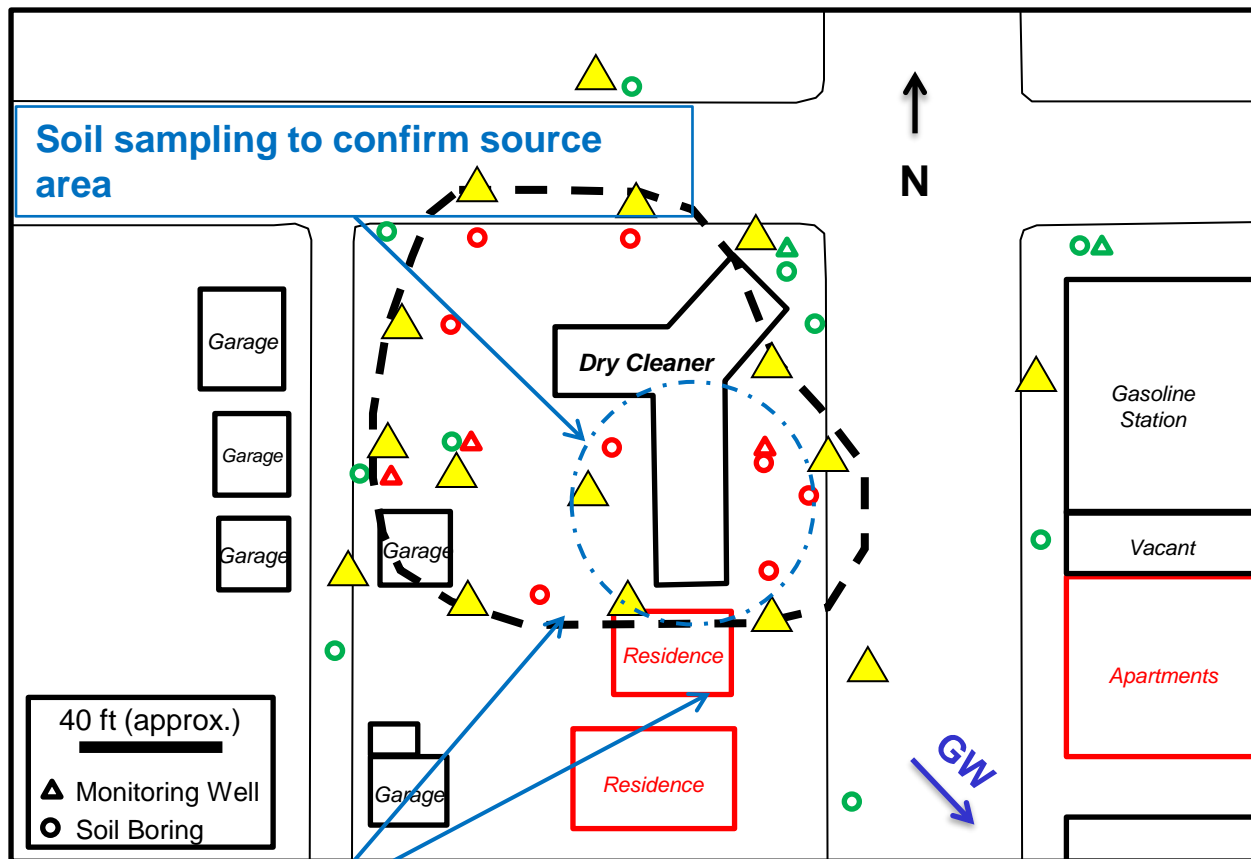 Soil sampling to confirm source
area
N
Garage
Dry Cleaner
Gasoline
Station
Garage
Garage
Garage
Vacant
Residence
Apartments
40 ft (approx.)
Monitoring Well
Soil Boring
GW
Garage
Residence